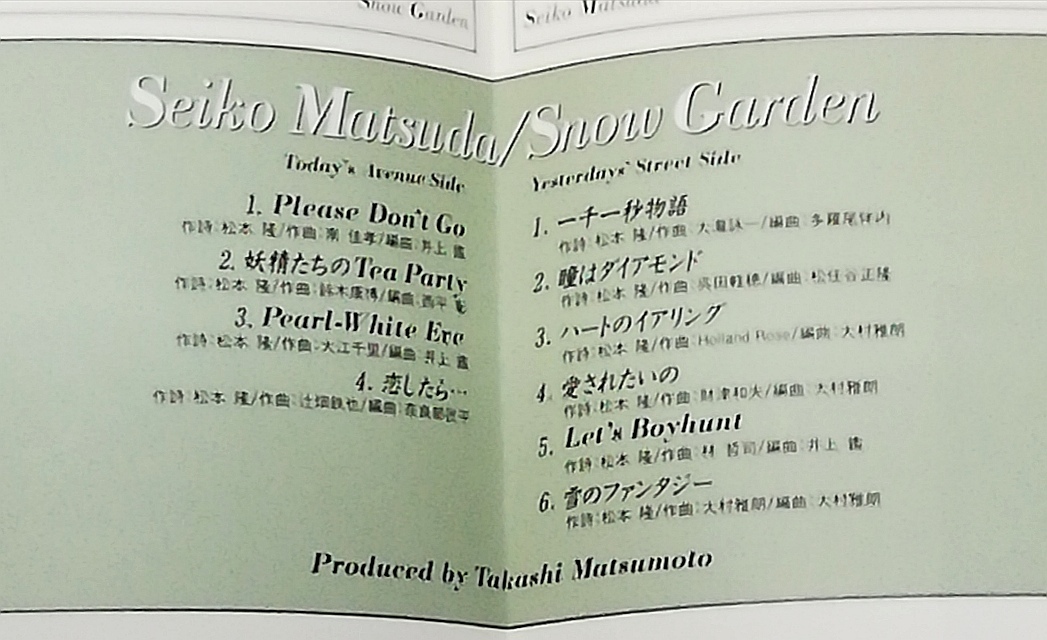 Snow Garden
Seiko Matsuda
Seiko Matsuda/Snow Garden
Today's Avenue Side
1. Please Don't Go
作詩:松本 隆/作曲:南 佳孝/編曲:井上 鑑
2. 妖精たちのTea Party
作詩:松本 隆/作曲:鈴木康博/編曲:西平 彰
3. Pearl-White Eve
作詩:松本 隆/作曲:大江千里/編曲:井上 鑑
4. 恋したら…
作詩:松本 隆/作曲:辻畑鉄也/編曲:奈良部匠平
Yesterdays' Street Side
1. 一千一秒物語
作詩:松本 隆/作曲:大瀧詠一/編曲:多羅尾伴内
2. 瞳はダイアモンド
作詩:松本 隆/作曲:呉田軽穂/編曲:松任谷正隆
3. ハートのイアリング
作詩:松本 隆/作曲:Holland Rose/編曲:大村雅朗
4. 愛されたいの
作詩:松本 隆/作曲:財津和夫/編曲:大村雅朗
5. Let's Boyhunt
作詩:松本 隆/作曲:林 哲司/編曲:井上 鑑
6. 雪のファンタジー
作詩:松本 隆/作曲:大村雅朗/編曲:大村雅朗
Produced by Takashi Matsumoto